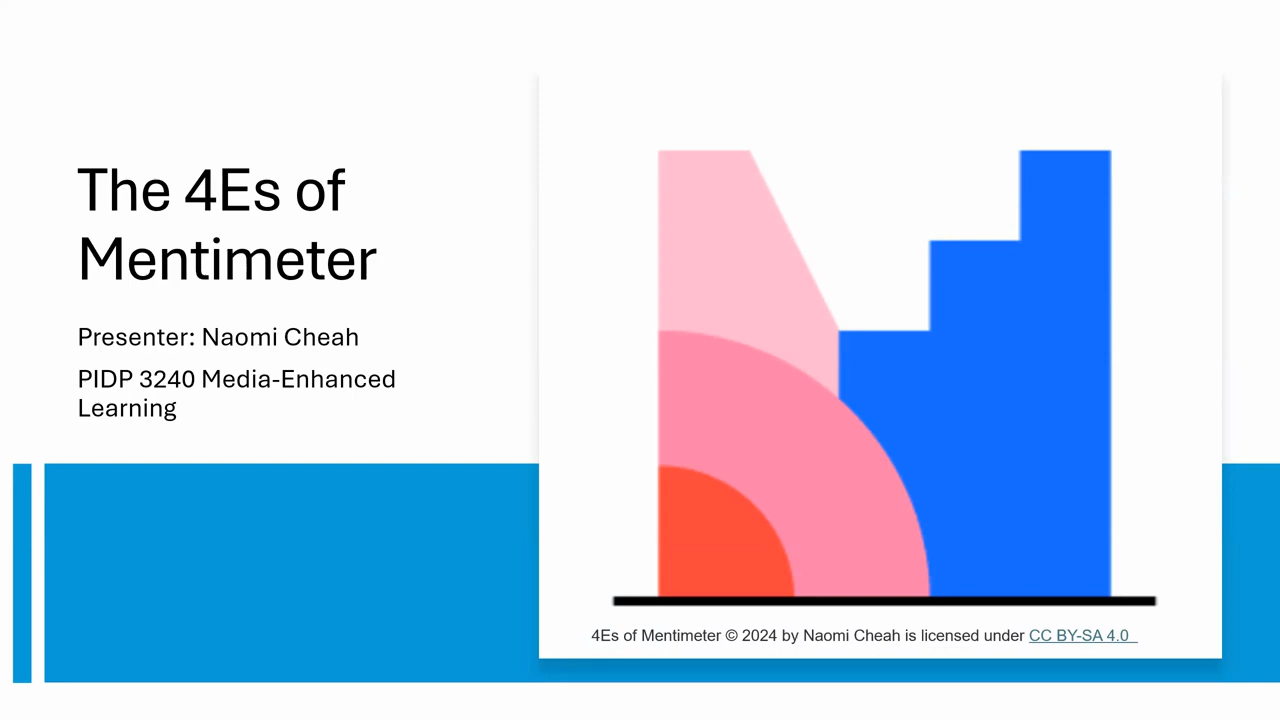 The 4Es of
Mentimeter
Presenter: Naomi Cheah
PIDP 3240 Media-Enhanced
Learning
4Es of Mentimeter © 2024 by Naomi Cheah is licensed under CC BY-SA 4.0